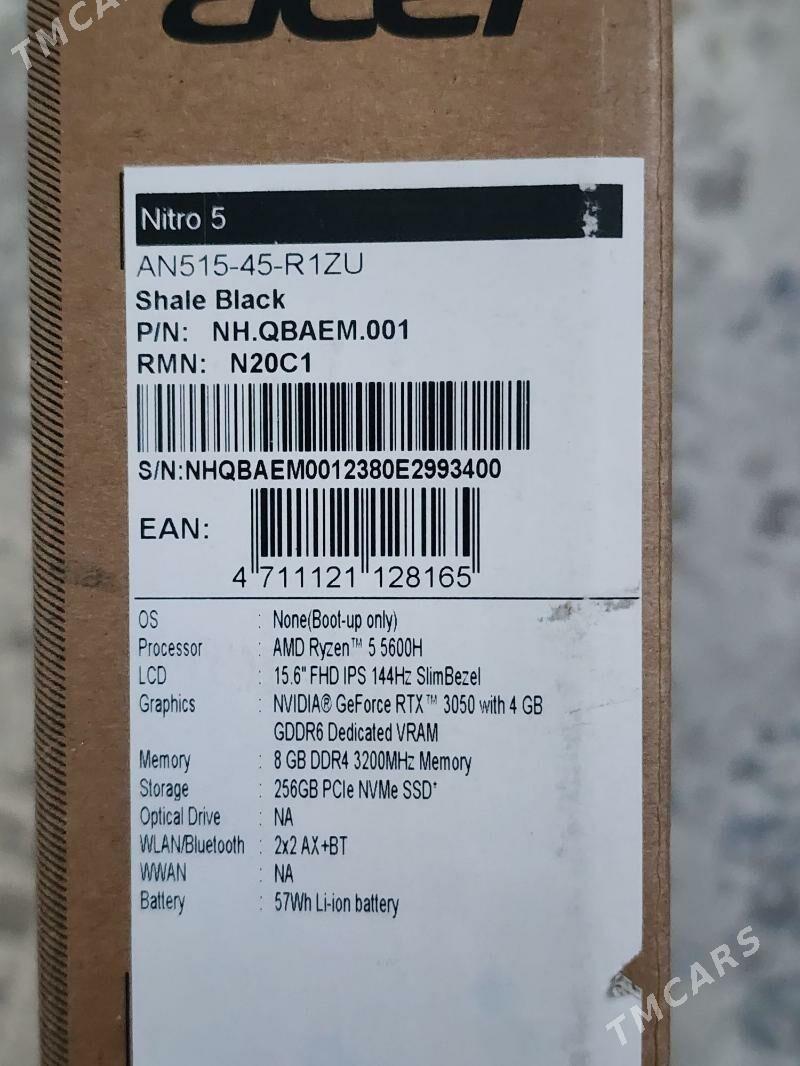 TMCARS
acer
Nitro 5
AN515-45-R1ZU
Shale Black
P/N: NH.QBAEM.001
RMN: N20C1
S/N:NHQBAEM0012380E2993400
EAN:
4 711121 128165
OS : None(Boot-up only)
Processor : AMD Ryzen™ 5 5600H
LCD : 15.6" FHD IPS 144Hz SlimBezel
Graphics : NVIDIA® GeForce RTX™ 3050 with 4 GB
GDDR6 Dedicated VRAM
Memory : 8 GB DDR4 3200MHz Memory
Storage : 256GB PCIe NVMe SSD*
Optical Drive : NA
WLAN/Bluetooth : 2x2 AX+BT
WWAN : NA
Battery : 57Wh Li-ion battery
TMCARS